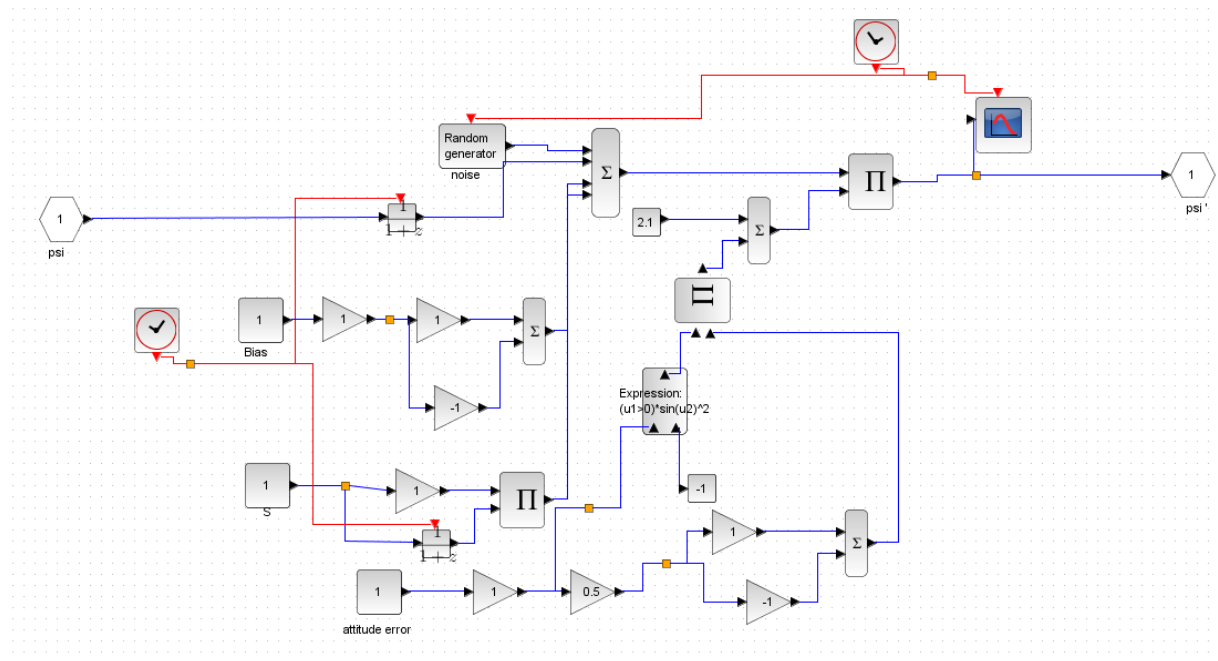 Random
generator
noise
Σ
Π
1
psi '
1
psi
1
1+z
2.1
Σ
Π
1
Bias
1
1
Σ
-1
Expression:
(u1>0)*sin(u2)^2
1
S
1
Π
-1
1
1+z
1
Σ
1
attitude error
1
0.5
-1